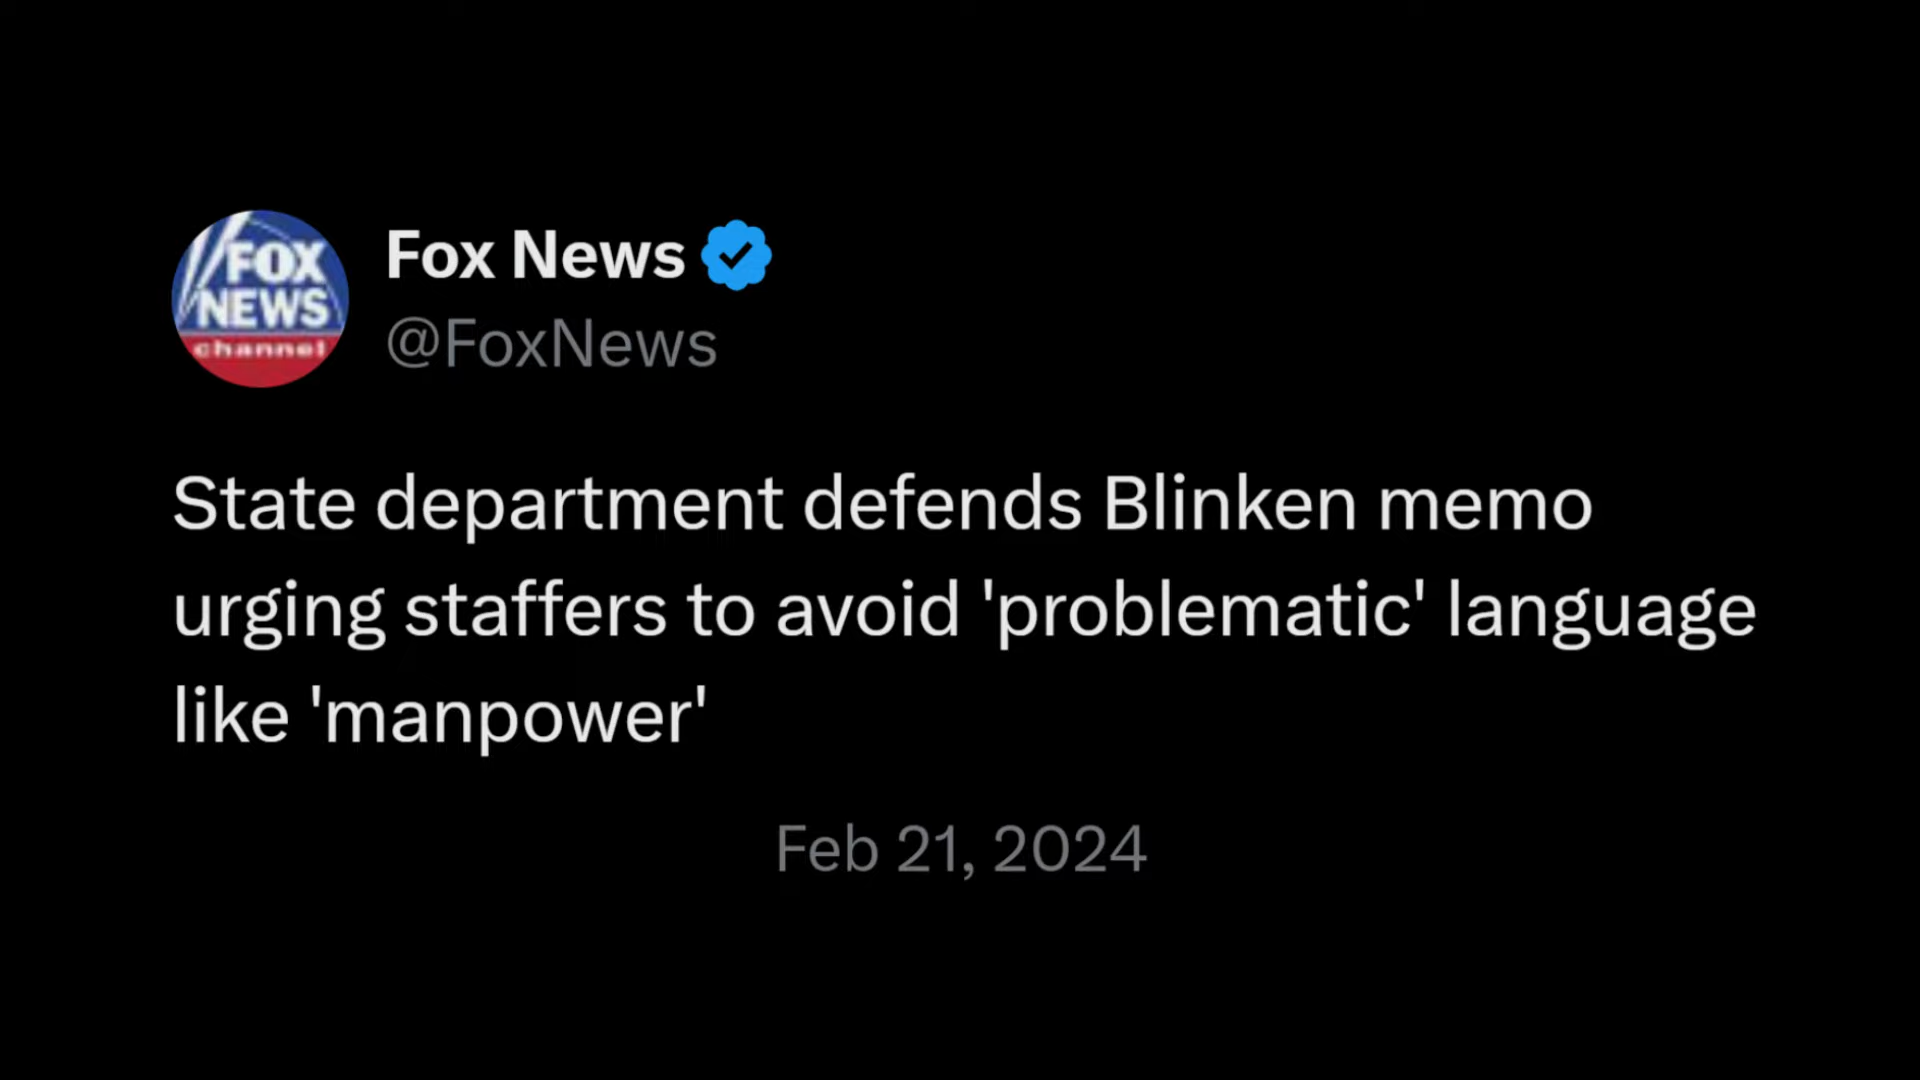 FOX
NEWS
channel
Fox News
@FoxNews
State department defends Blinken memo
urging staffers to avoid 'problematic' language
like 'manpower'
Feb 21, 2024